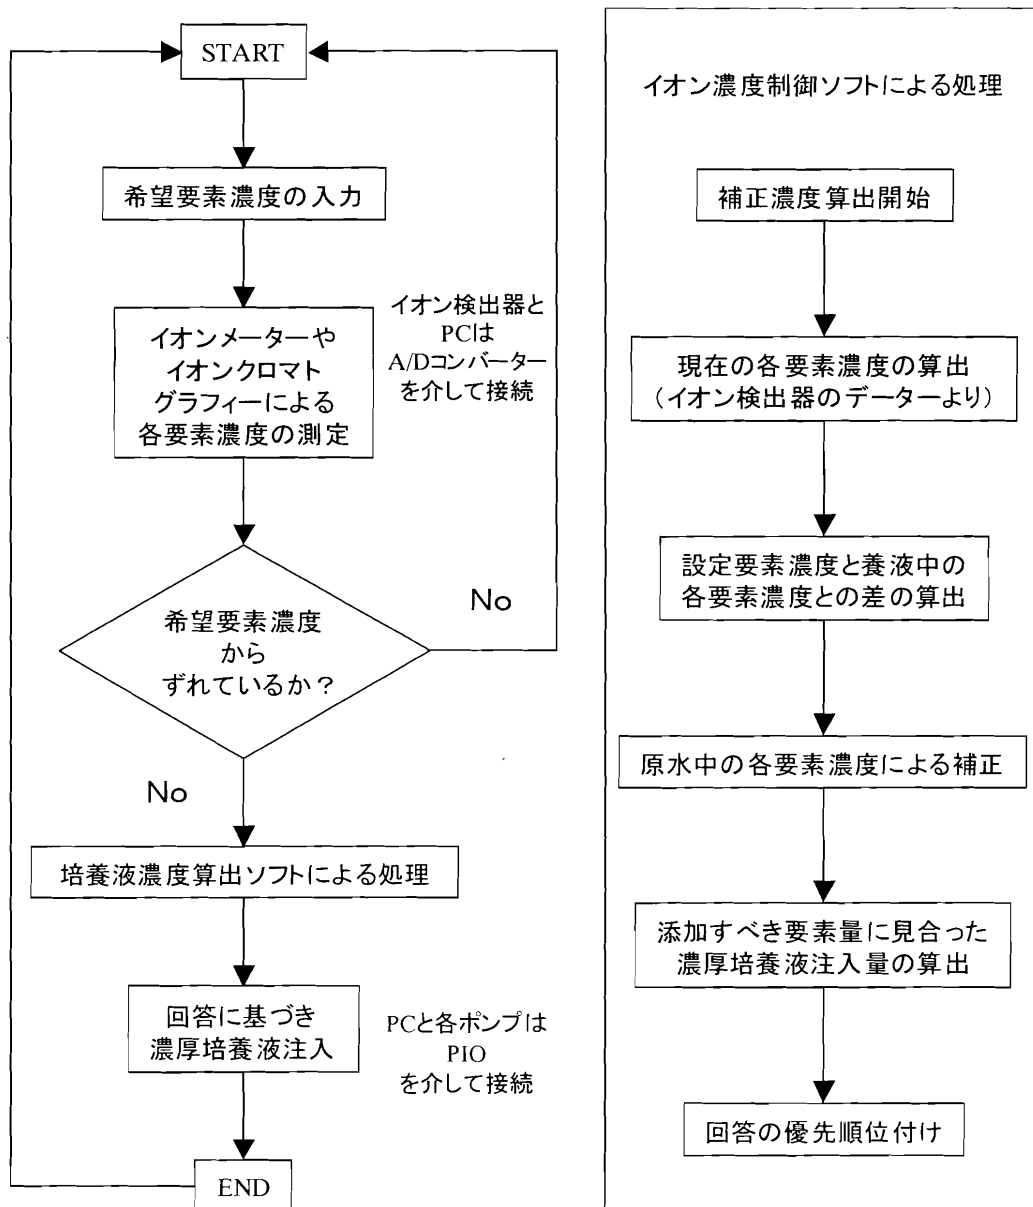 START
希望要素濃度の入力
イオンメーターや
イオンクロマト
グラフィーによる
各要素濃度の測定
イオン検出器と
PCは
A/Dコンバーター
を介して接続
希望要素濃度
から
ずれているか？
No
No
培養液濃度算出ソフトによる処理
回答に基づき
濃厚培養液注入
PCと各ポンプは
PIO
を介して接続
END
イオン濃度制御ソフトによる処理
補正濃度算出開始
現在の各要素濃度の算出
（イオン検出器のデーターより）
設定要素濃度と養液中の
各要素濃度との差の算出
原水中の各要素濃度による補正
添加すべき要素量に見合った
濃厚培養液注入量の算出
回答の優先順位付け